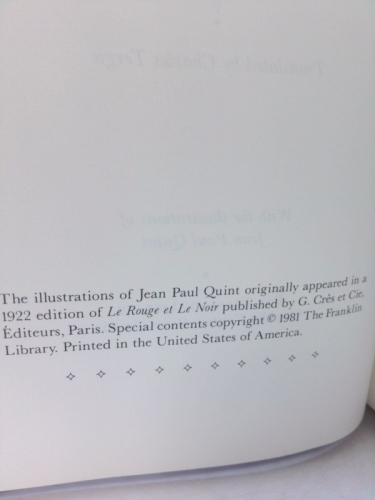 The illustrations of Jean Paul Quint originally appeared in a
1922 edition of Le Rouge et Le Noir published by G. Crès et Cie,
Éditeurs, Paris. Special contents copyright © 1981 The Franklin
Library. Printed in the United States of America.